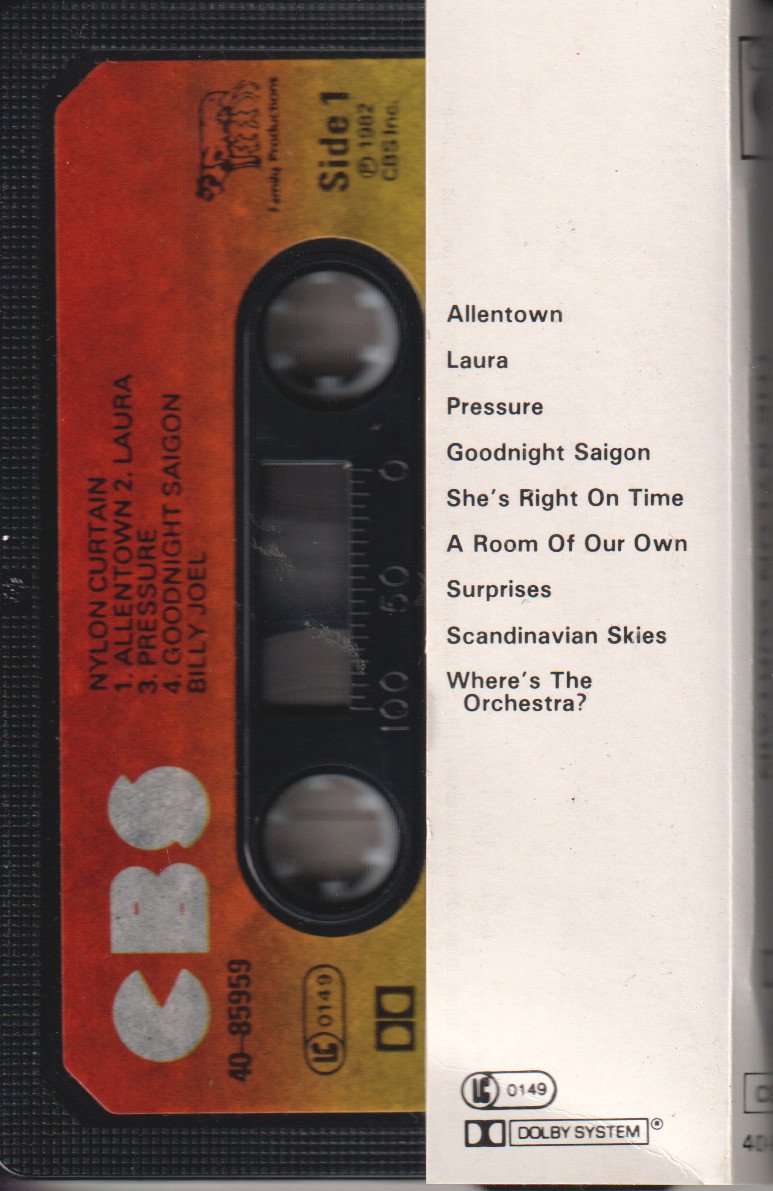 Family Productions
Side 1
℗ 1982
CBS Inc.
NYLON CURTAIN
1. ALLENTOWN 2. LAURA
3. PRESSURE
4. GOODNIGHT SAIGON
BILLY JOEL
0
50
100
CBS
40-85959
LC 0149
Allentown
Laura
Pressure
Goodnight Saigon
She's Right On Time
A Room Of Our Own
Surprises
Scandinavian Skies
Where's The
Orchestra?
LC 0149
DOLBY SYSTEM®